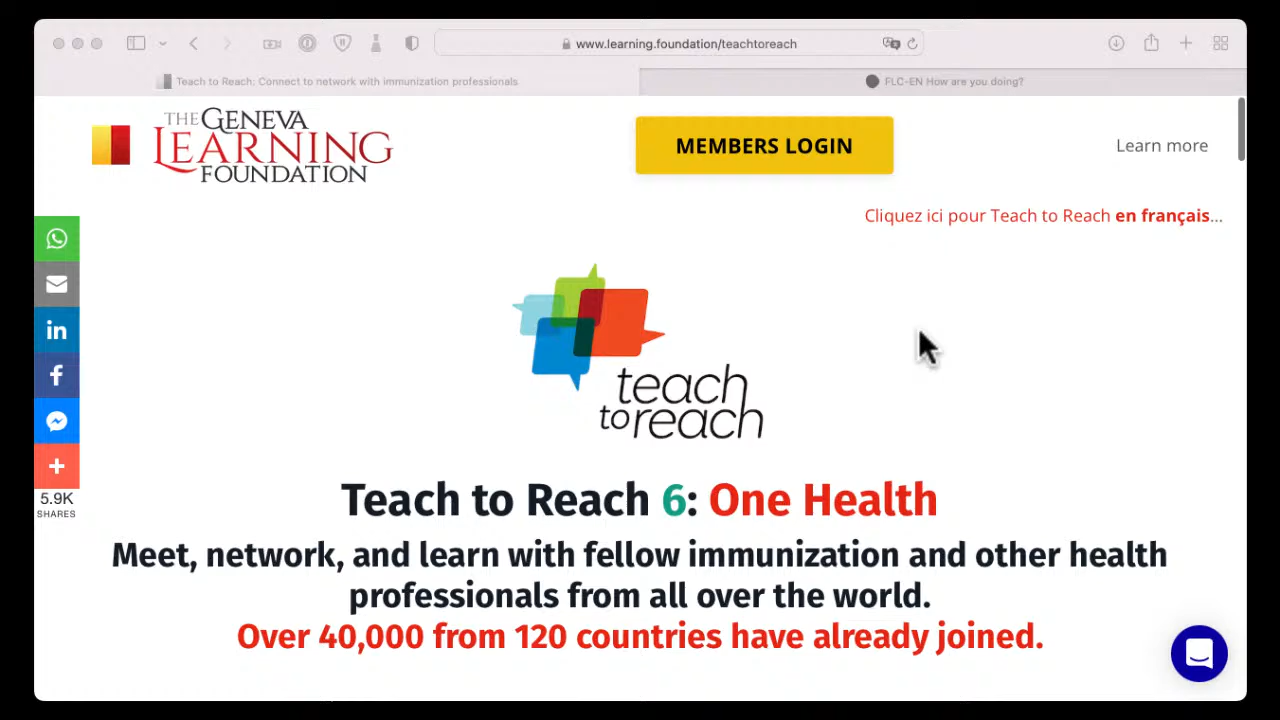 www.learning.foundation/teachtoreach
Teach to Reach: Connect to network with immunization professionals
FLC-EN How are you doing?
THE GENEVA
LEARNING
FOUNDATION
MEMBERS LOGIN
Learn more
Cliquez ici pour Teach to Reach en français...
teach
to reach
5.9K
SHARES
Teach to Reach 6: One Health
Meet, network, and learn with fellow immunization and other health
professionals from all over the world.
Over 40,000 from 120 countries have already joined.